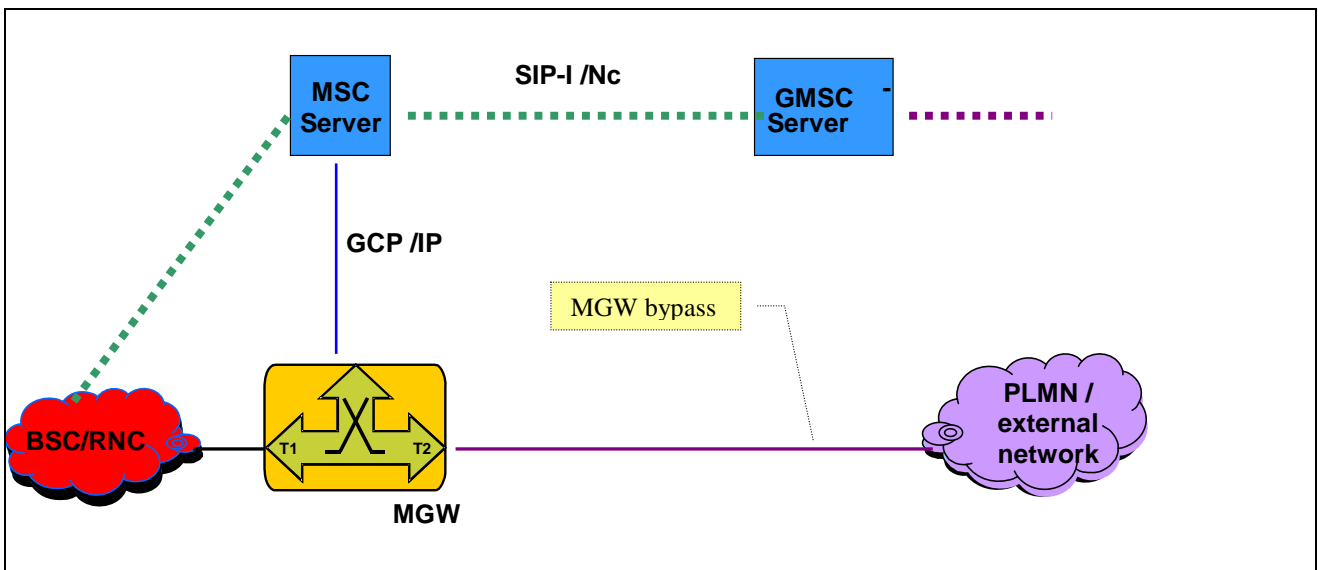 SIP-I /Nc
MSC
Server
GMSC -
Server
GCP /IP
MGW bypass
PLMN /
external
network
BSC/RNC
T1
T2
MGW